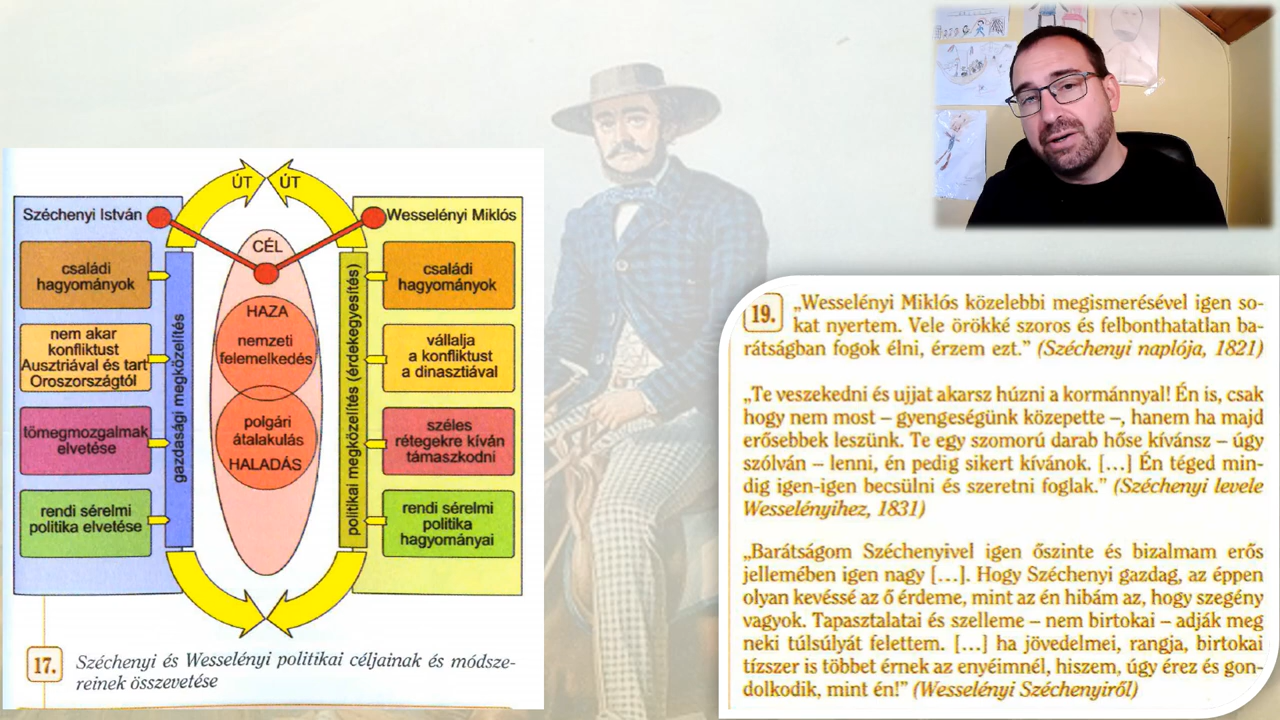 ÚT ÚT
Széchenyi István
Wesselényi Miklós
családi
hagyományok
nem akar
konfliktust
Ausztriával és tart
Oroszországtól
tömegmozgalmak
elvetése
rendi sérelmi
politika elvetése
gazdasági megközelítés
CÉL
HAZA
nemzeti
felemelkedés
polgári
átalakulás
HALADÁS
politikai megközelítés (érdekegyesítés)
családi
hagyományok
vállalja
a konfliktust
a dinasztiával
széles
rétegekre kíván
támaszkodni
rendi sérelmi
politika
hagyományai
17. Széchenyi és Wesselényi politikai céljainak és módsze-
reinek összevetése
19. „Wesselényi Miklós közelebbi megismerésével igen so-
kat nyertem. Vele örökké szoros és felbonthatatlan ba-
rátságban fogok élni, érzem ezt.” (Széchenyi naplója, 1821)
„Te veszekedni és ujjat akarsz húzni a kormánnyal! Én is, csak
hogy nem most – gyengeségünk közepette –, hanem ha majd
erősebbek leszünk. Te egy szomorú darab hőse kívánsz – úgy
szólván – lenni, én pedig sikert kívánok. [...] Én téged min-
dig igen-igen becsülni és szeretni foglak.” (Széchenyi levele
Wesselényihez, 1831)
„Barátságom Széchenyivel igen őszinte és bizalmam erős
jellemében igen nagy [...]. Hogy Széchenyi gazdag, az éppen
olyan kevéssé az ő érdeme, mint az én hibám az, hogy szegény
vagyok. Tapasztalatai és szelleme – nem birtokai – adják meg
neki túlsúlyát felettem. [...] ha jövedelmei, rangja, birtokai
tízszer is többet érnek az enyéimnél, hiszem, úgy érez és gon-
dolkodik, mint én!” (Wesselényi Széchenyiről)